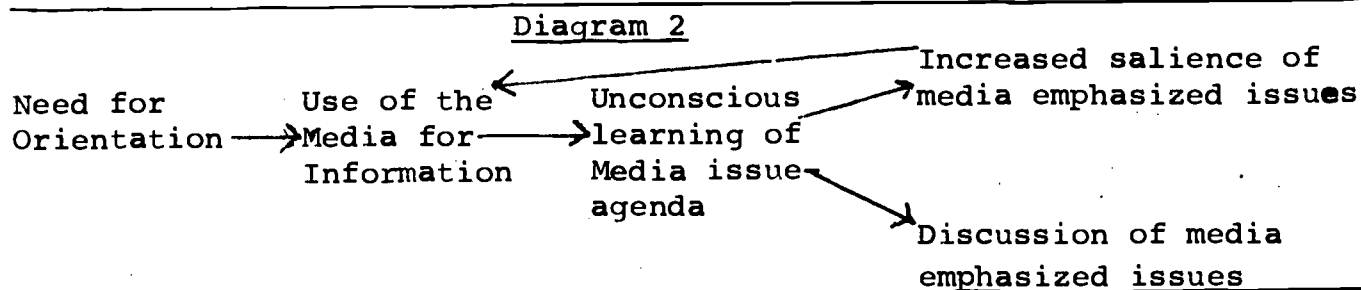 Diagram 2
Need for
Orientation
Use of the
Media for
Information
Unconscious
learning of
Media issue
agenda
Increased salience of
media emphasized issues
Discussion of media
emphasized issues